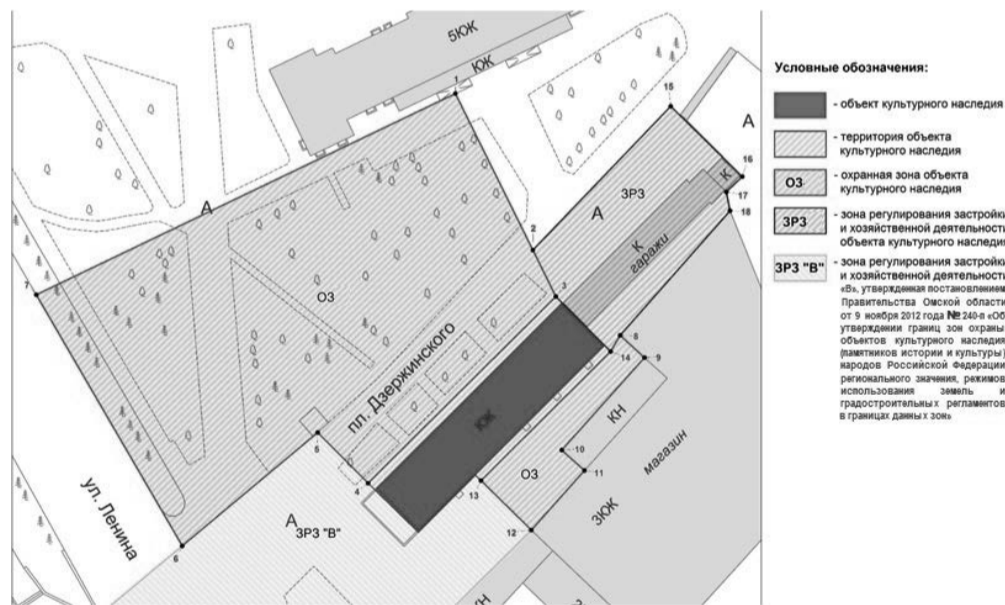 5КЖ
КЖ
1
15
А
16
К
17
18
ЗРЗ
А
А
2
К
гаражи
7
ОЗ
3
8
14
9
пл. Дзержинского
КН
КЖ
магазин
5
10
11
ОЗ
4
13
ул. Ленина
А
ЗРЗ "В"
12
3КЖ
6
КН
Условные обозначения:
- объект культурного наследия
- территория объекта
культурного наследия
ОЗ
- охранная зона объекта
культурного наследия
ЗРЗ
- зона регулирования застройки
и хозяйственной деятельности
объекта культурного наследия
ЗРЗ "В"
- зона регулирования застройки
и хозяйственной деятельности
«В», утвержденная постановлением
Правительства Омской области
от 9 ноября 2012 года № 240-п «Об
утверждении границ зон охраны
объектов культурного наследия
(памятников истории и культуры)
народов Российской Федерации
регионального значения, режимов
использования земель и
градостроительных регламентов
в границах данных зон»